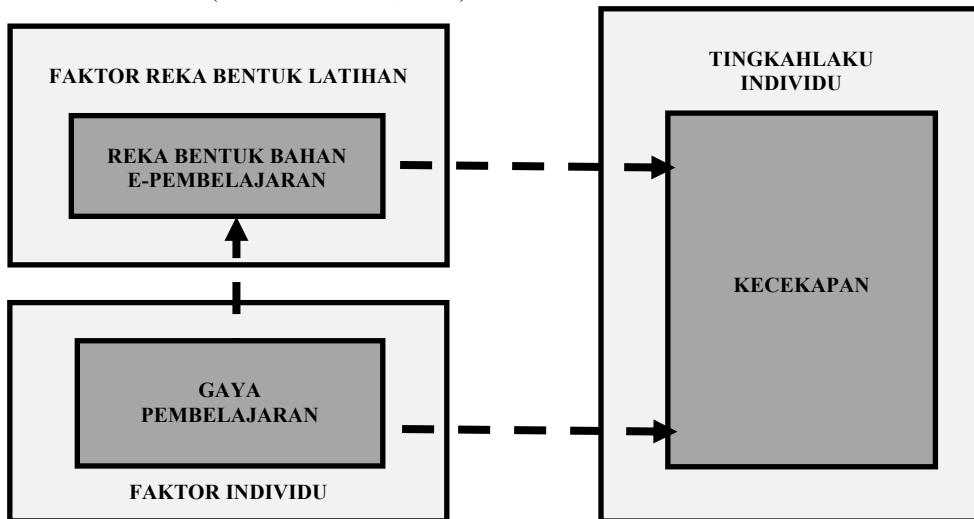 FAKTOR REKA BENTUK LATIHAN
REKA BENTUK BAHAN
E-PEMBELAJARAN
GAYA
PEMBELAJARAN
FAKTOR INDIVIDU
TINGKAHLAKU
INDIVIDU
KECEKAPAN